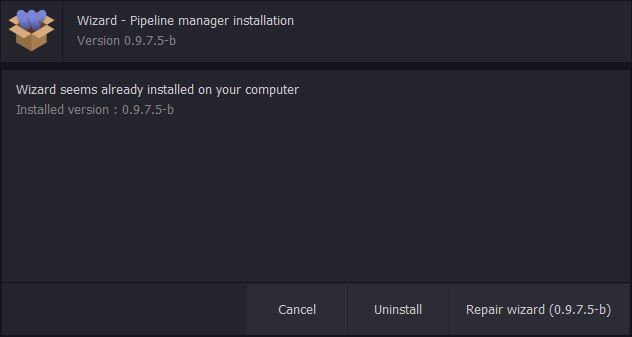 Wizard - Pipeline manager installation
Version 0.9.7.5-b
Wizard seems already installed on your computer
Installed version : 0.9.7.5-b
Cancel
Uninstall
Repair wizard (0.9.7.5-b)